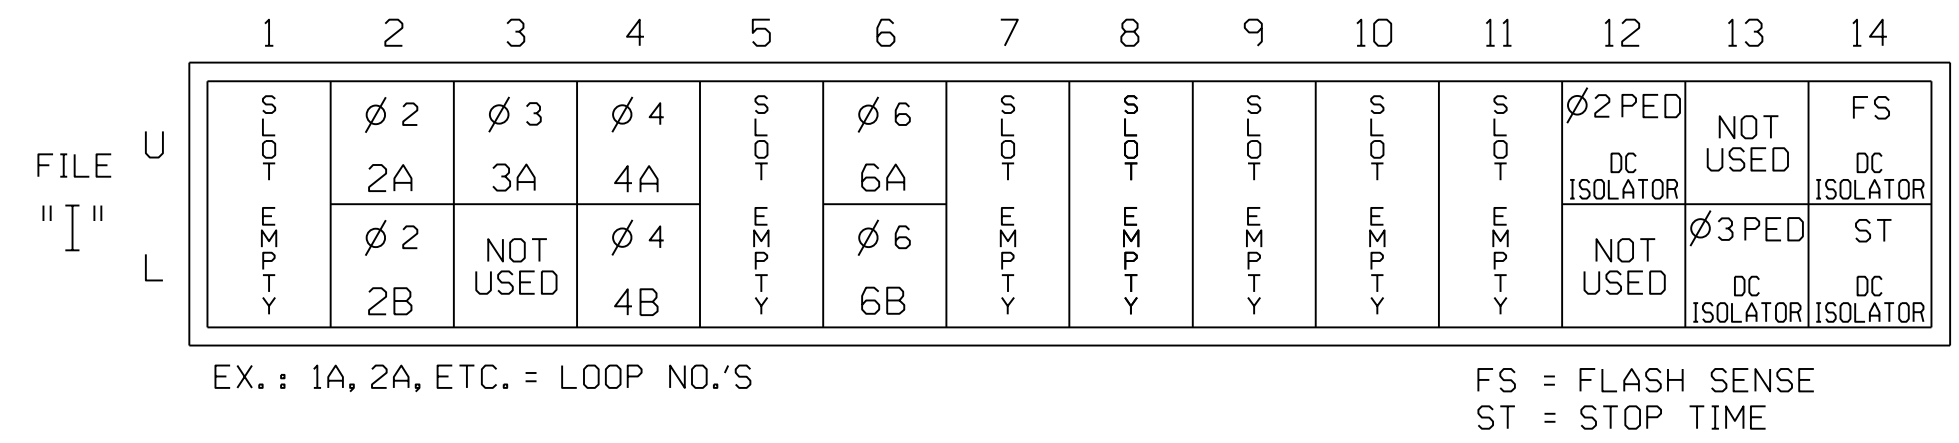 1 2 3 4 5 6 7 8 9 10 11 12 13 14
FILE
"I"
U
L
SLOT EMPTY
Ø 2
2A
Ø 2
2B
Ø 3
3A
NOT
USED
Ø 4
4A
Ø 4
4B
SLOT EMPTY
Ø 6
6A
Ø 6
6B
SLOT EMPTY
SLOT EMPTY
SLOT EMPTY
SLOT EMPTY
SLOT EMPTY
Ø2 PED
DC
ISOLATOR
NOT
USED
NOT
USED
Ø3 PED
DC
ISOLATOR
FS
DC
ISOLATOR
ST
DC
ISOLATOR
EX.: 1A, 2A, ETC. = LOOP NO.'S
FS = FLASH SENSE
ST = STOP TIME